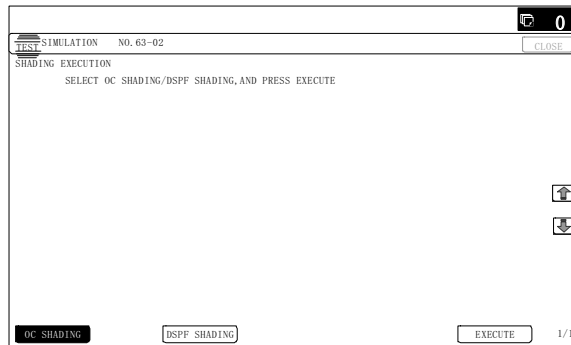 0
TEST SIMULATION NO.63-02 CLOSE
SHADING EXECUTION
SELECT OC SHADING/DSPF SHADING,AND PRESS EXECUTE
OC SHADING DSPF SHADING EXECUTE 1/1